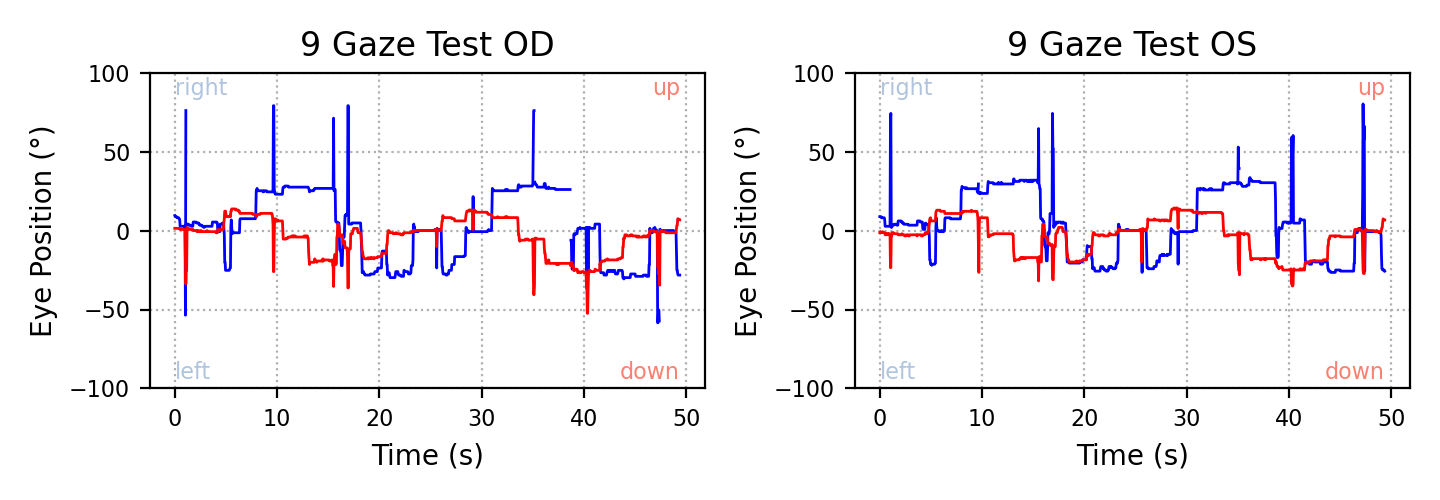 9 Gaze Test OD
100
50
0
−50
−100
Eye Position (°)
right
up
left
down
0 10 20 30 40 50
Time (s)
9 Gaze Test OS
100
50
0
−50
−100
Eye Position (°)
right
up
left
down
0 10 20 30 40 50
Time (s)